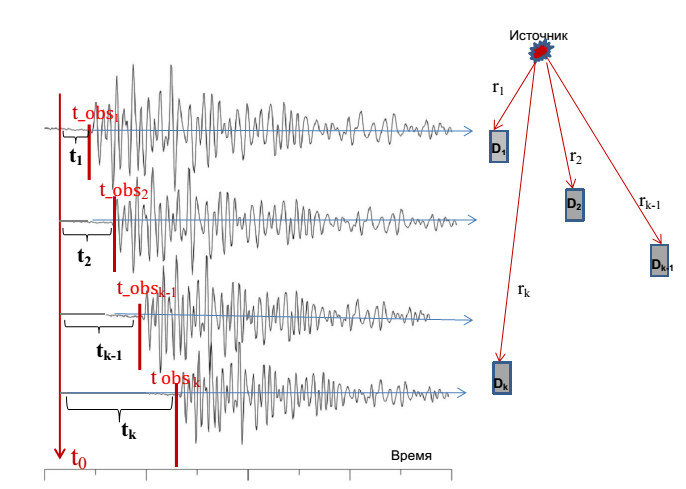 Источник
r₁
t_obs₁
t₁
D₁
r₂
t_obs₂
D₂
rₖ₋₁
t₂
Dₖ₋₁
t_obsₖ₋₁
rₖ
tₖ₋₁
t obs k
Dₖ
tₖ
Время
t₀